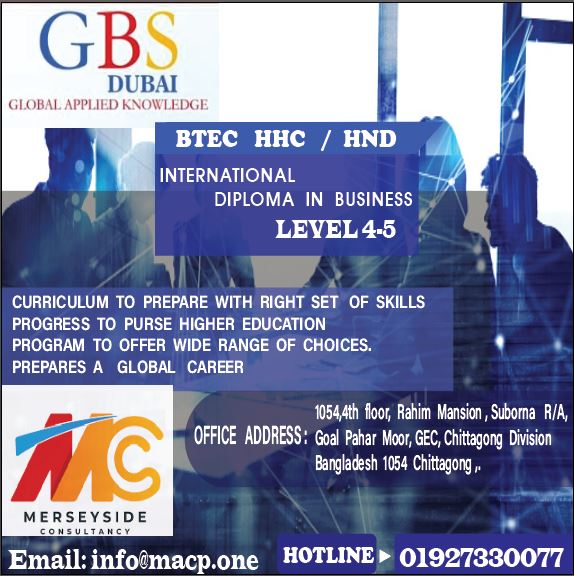 GBS
DUBAI
GLOBAL APPLIED KNOWLEDGE
BTEC HHC / HND
INTERNATIONAL
DIPLOMA IN BUSINESS
LEVEL 4-5
CURRICULUM TO PREPARE WITH RIGHT SET OF SKILLS
PROGRESS TO PURSE HIGHER EDUCATION
PROGRAM TO OFFER WIDE RANGE OF CHOICES.
PREPARES A GLOBAL CAREER
MC
MERSEYSIDE
CONSULTANCY
OFFICE ADDRESS:
1054,4th floor, Rahim Mansion, Suborna R/A,
Goal Pahar Moor, GEC, Chittagong Division
Bangladesh 1054 Chittagong,.
Email: info@macp.one
HOTLINE
01927330077